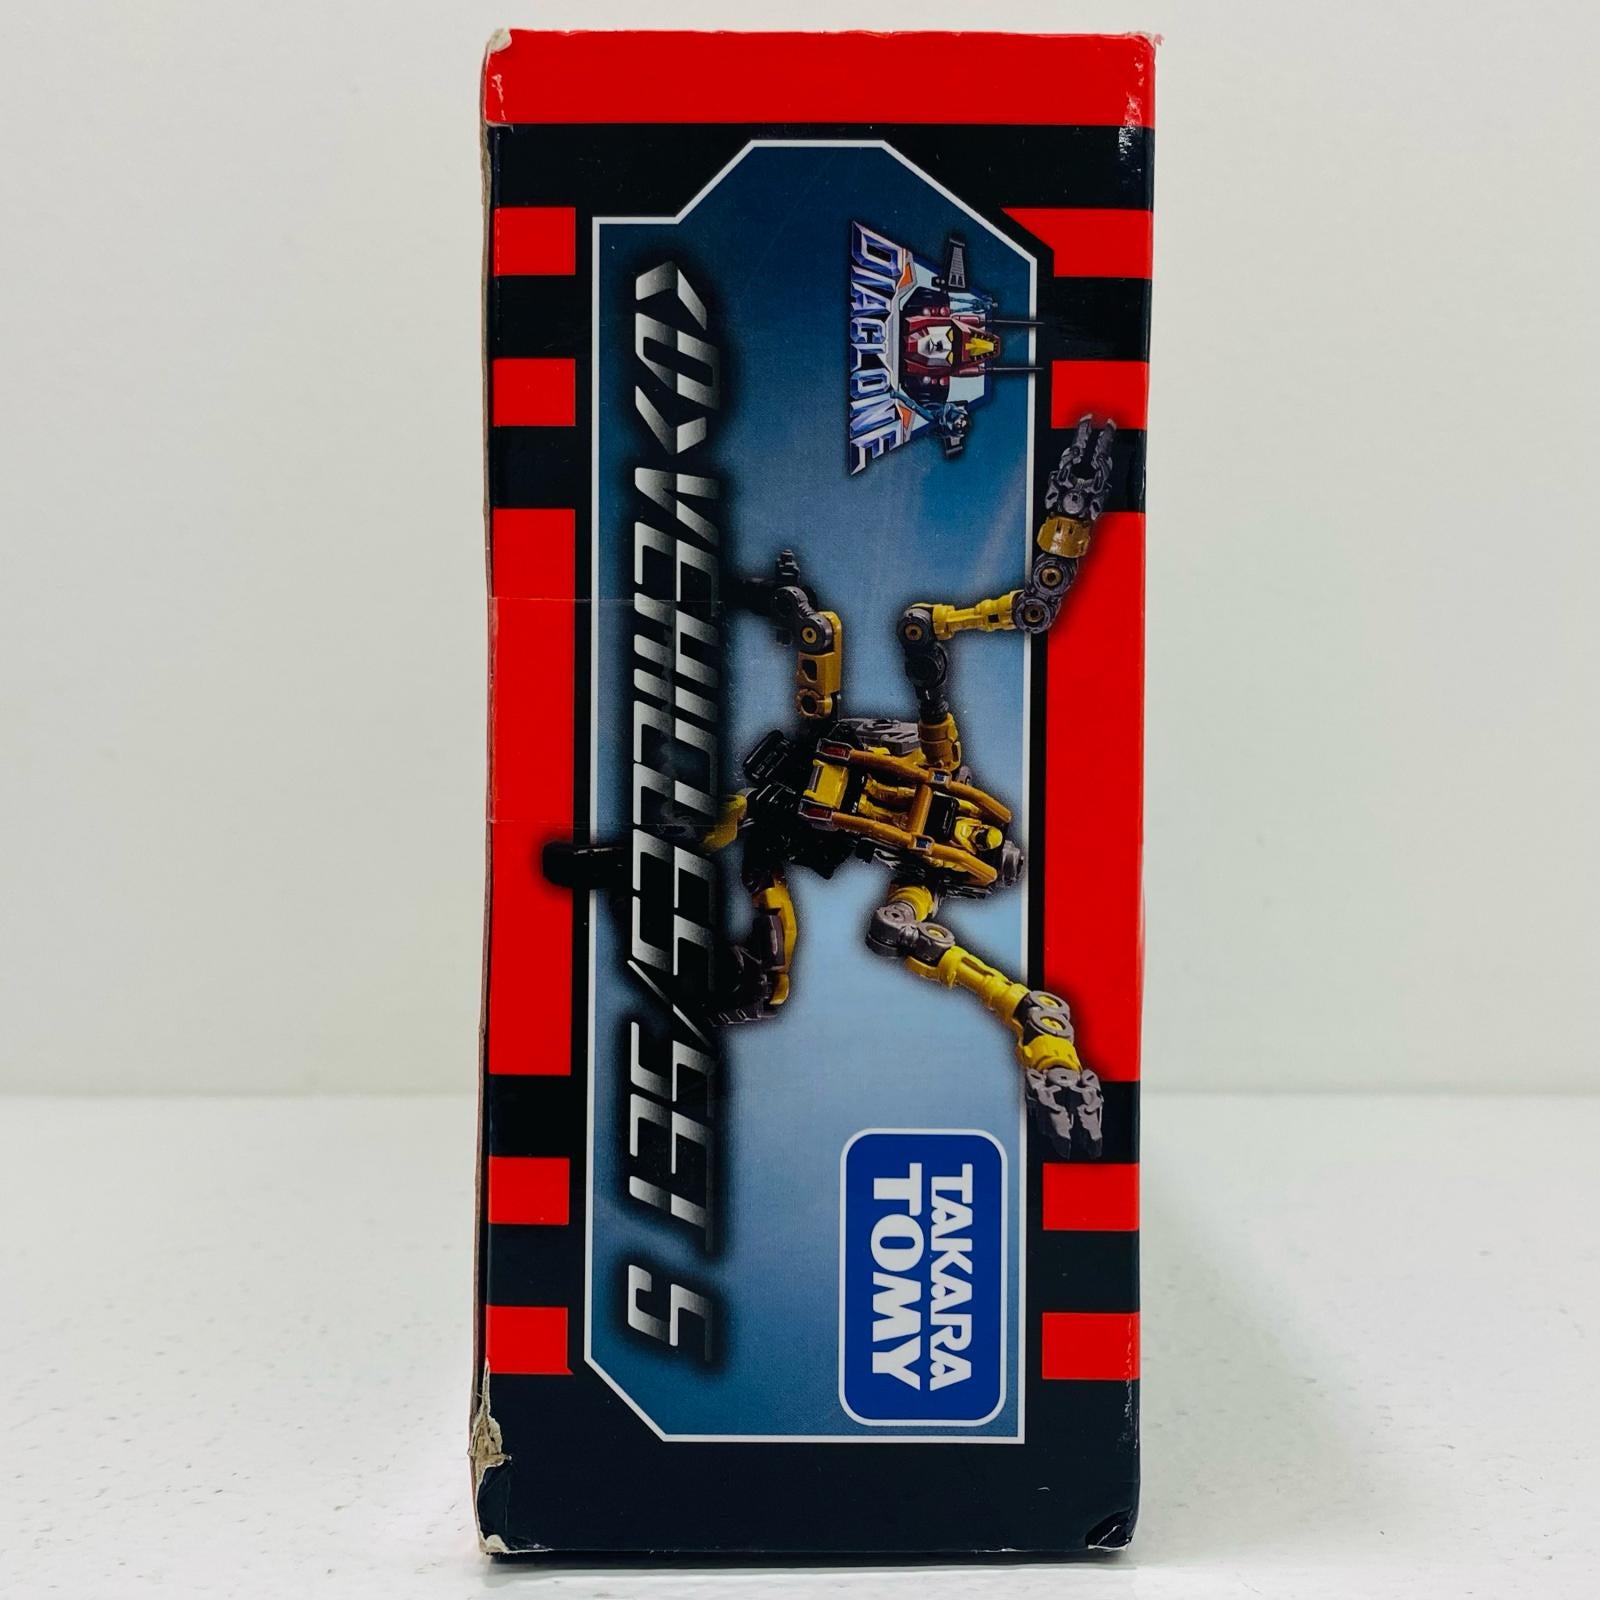 DIACLONE
<V>VEHICLES/SET 5
TAKARA
TOMY